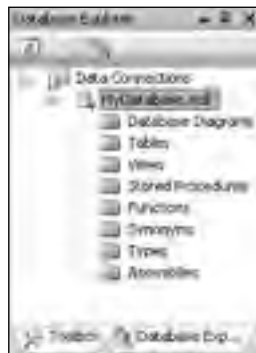 Database Explorer
Data Connections
MyDatabase.mdf
Database Diagrams
Tables
Views
Stored Procedures
Functions
Synonyms
Types
Assemblies
Toolbox
Database Exp...